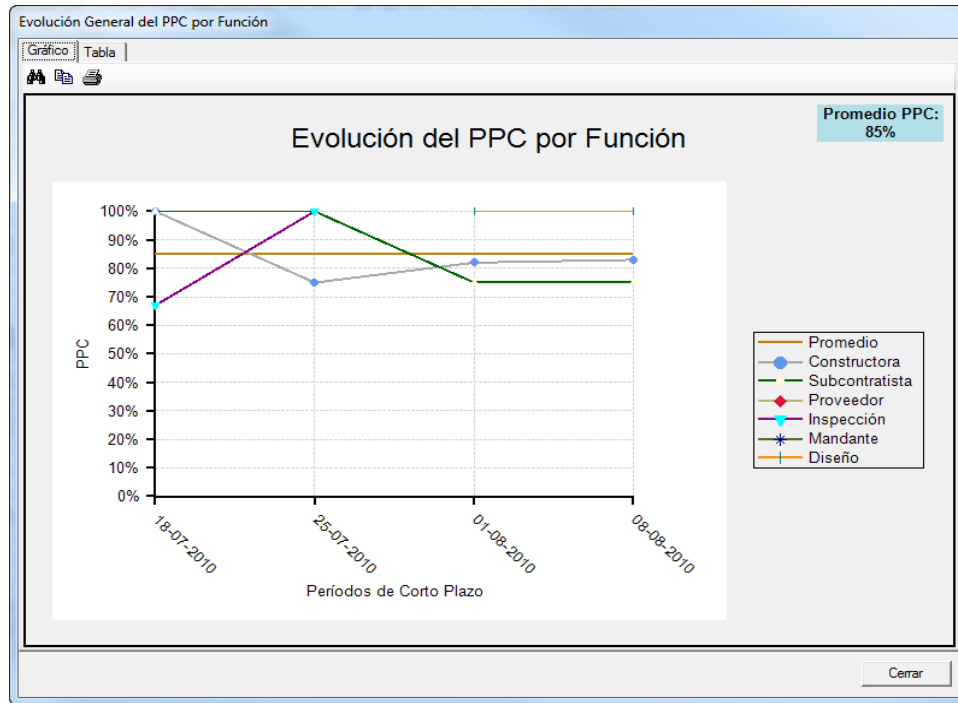 Evolución General del PPC por Función
Gráfico
Tabla
Promedio PPC:
85%
Evolución del PPC por Función
100%
90%
80%
70%
60%
50%
40%
30%
20%
10%
0%
PPC
18-07-2010
25-07-2010
01-08-2010
08-08-2010
Períodos de Corto Plazo
Promedio
Constructora
Subcontratista
Proveedor
Inspección
Mandante
Diseño
Cerrar